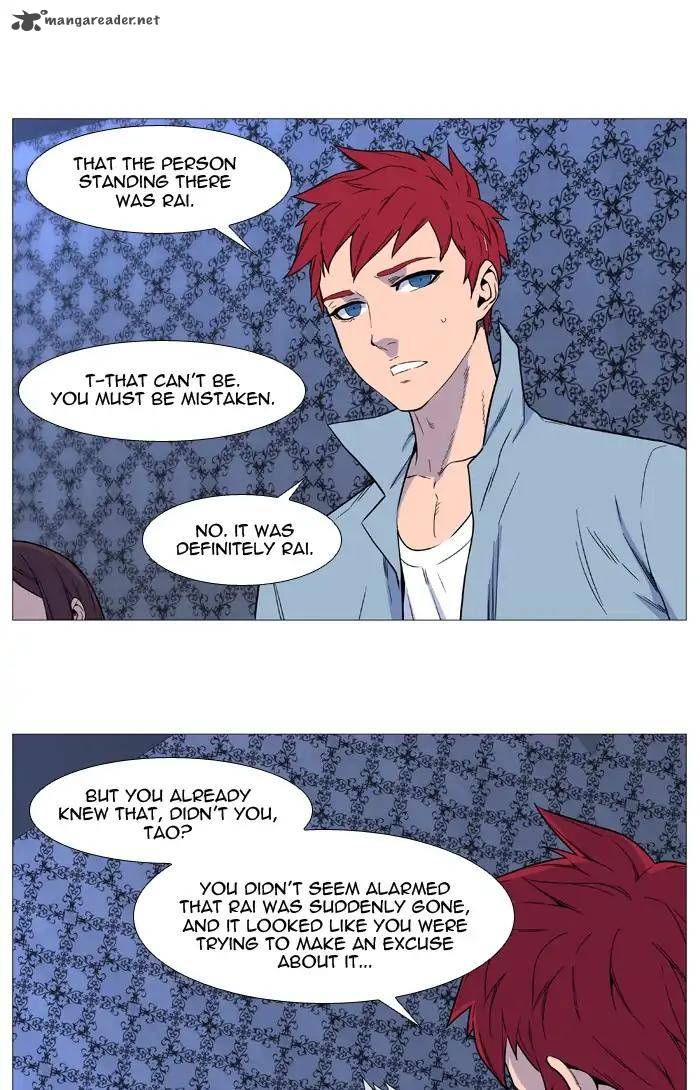 mangareader.net
THAT THE PERSON
STANDING THERE
WAS RAI.
T-THAT CAN'T BE.
YOU MUST BE MISTAKEN.
NO. IT WAS
DEFINITELY RAI.
BUT YOU ALREADY
KNEW THAT, DIDN'T YOU,
TAO?
YOU DIDN'T SEEM ALARMED
THAT RAI WAS SUDDENLY GONE,
AND IT LOOKED LIKE YOU WERE
TRYING TO MAKE AN EXCUSE
ABOUT IT...